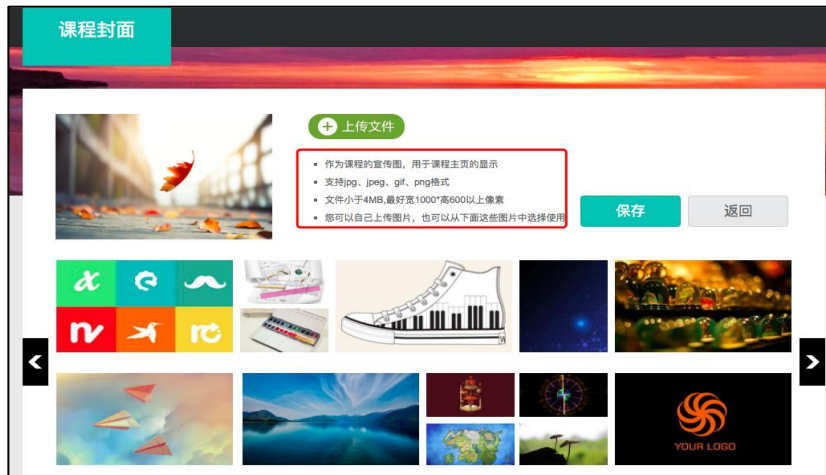 课程封面
上传文件
▪ 作为课程的宣传图，用于课程主页的显示
▪ 支持jpg、jpeg、gif、png格式
▪ 文件小于4MB,最好宽1000*高600以上像素
▪ 您可以自己上传图片，也可以从下面这些图片中选择使用
保存
返回
YOUR LOGO